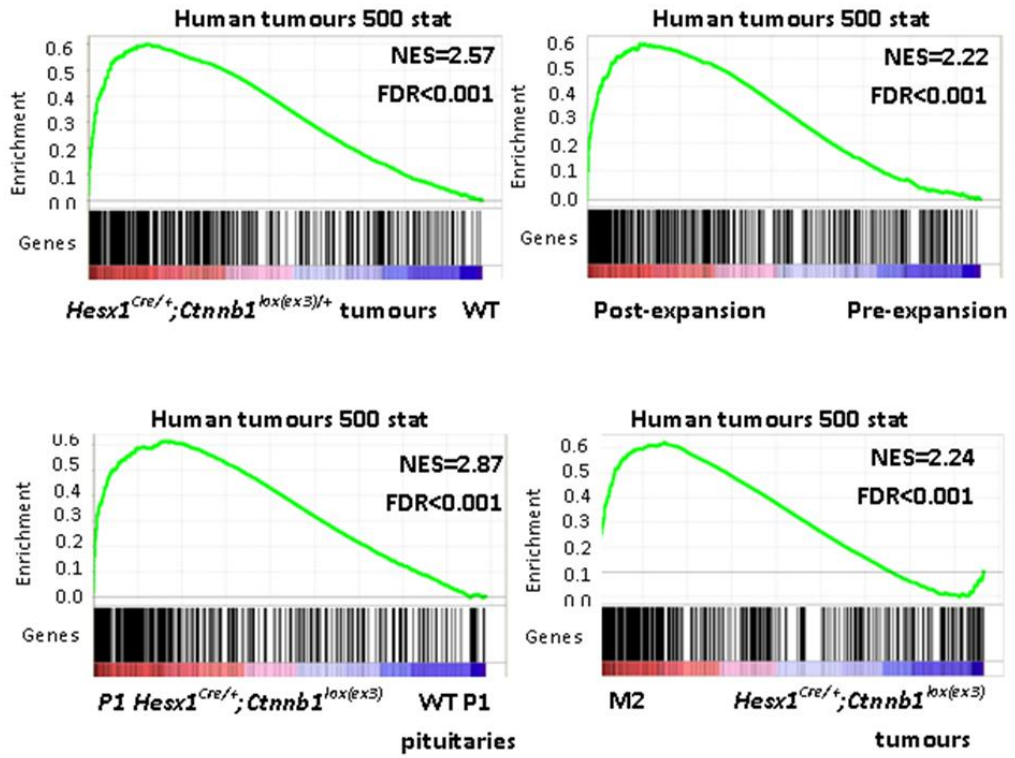 Human tumours 500 stat
NES=2.57
FDR<0.001
Enrichment
0.6
0.5
0.4
0.3
0.2
0.1
0.0
Genes
Hesx1Cre/+;Ctnnb1lox(ex3)/+ tumours WT
Human tumours 500 stat
NES=2.22
FDR<0.001
Enrichment
0.6
0.5
0.4
0.3
0.2
0.1
0.0
Genes
Post-expansion Pre-expansion
Human tumours 500 stat
NES=2.87
FDR<0.001
Enrichment
0.6
0.5
0.4
0.3
0.2
0.1
0.0
Genes
P1 Hesx1Cre/+;Ctnnb1lox(ex3) WT P1
pituitaries
Human tumours 500 stat
NES=2.24
FDR<0.001
Enrichment
0.6
0.5
0.4
0.3
0.2
0.1
0.0
Genes
M2 Hesx1Cre/+;Ctnnb1lox(ex3)
tumours